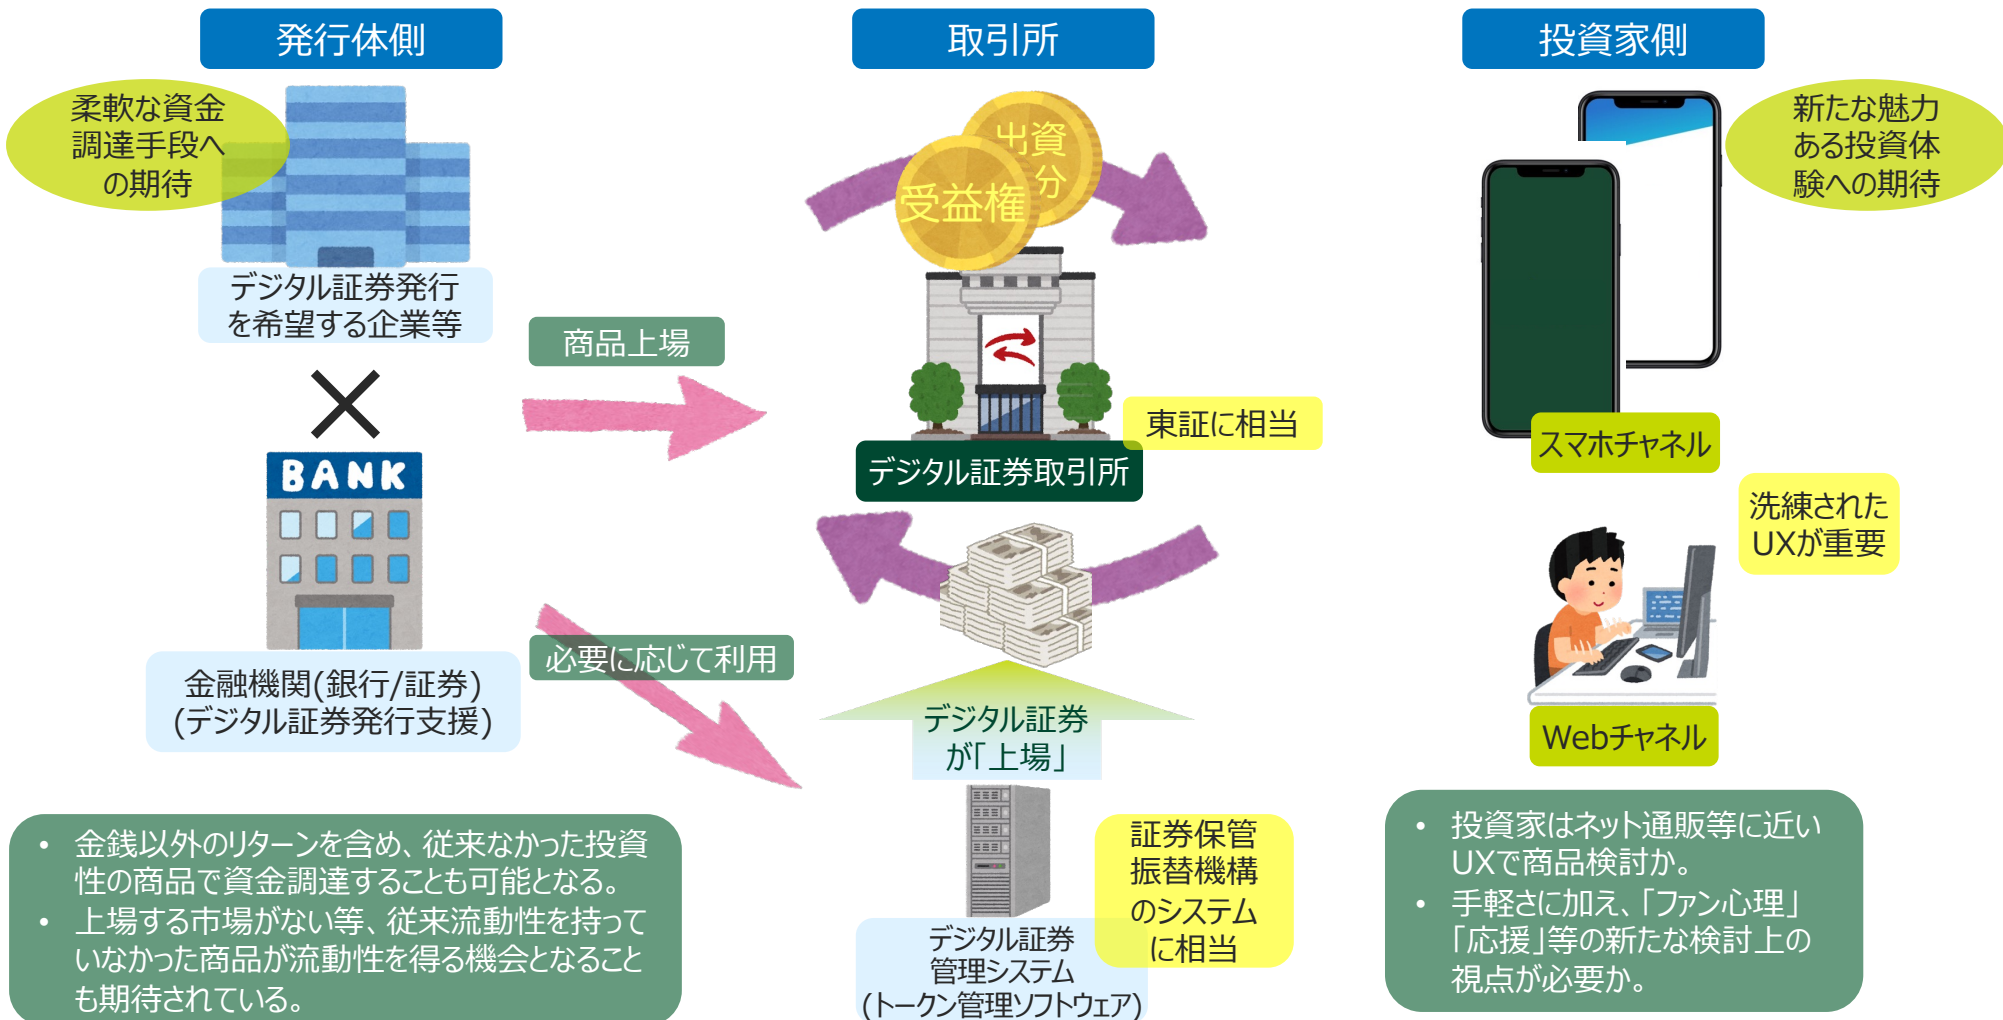 発行体側
柔軟な資金
調達手段へ
の期待
デジタル証券発行
を希望する企業等
BANK
金融機関(銀行/証券)
(デジタル証券発行支援)
• 金銭以外のリターンを含め、従来なかった投資
性の商品で資金調達することも可能となる。
• 上場する市場がない等、従来流動性を持って
いなかった商品が流動性を得る機会となること
も期待されている。
商品上場
必要に応じて利用
取引所
出資
分
受益権
東証に相当
デジタル証券取引所
デジタル証券
が「上場」
証券保管
振替機構
のシステム
に相当
デジタル証券
管理システム
(トークン管理ソフトウェア)
投資家側
新たな魅力
ある投資体
験への期待
スマホチャネル
洗練された
UXが重要
Webチャネル
• 投資家はネット通販等に近い
UXで商品検討か。
• 手軽さに加え、「ファン心理」
「応援」等の新たな検討上の
視点が必要か。